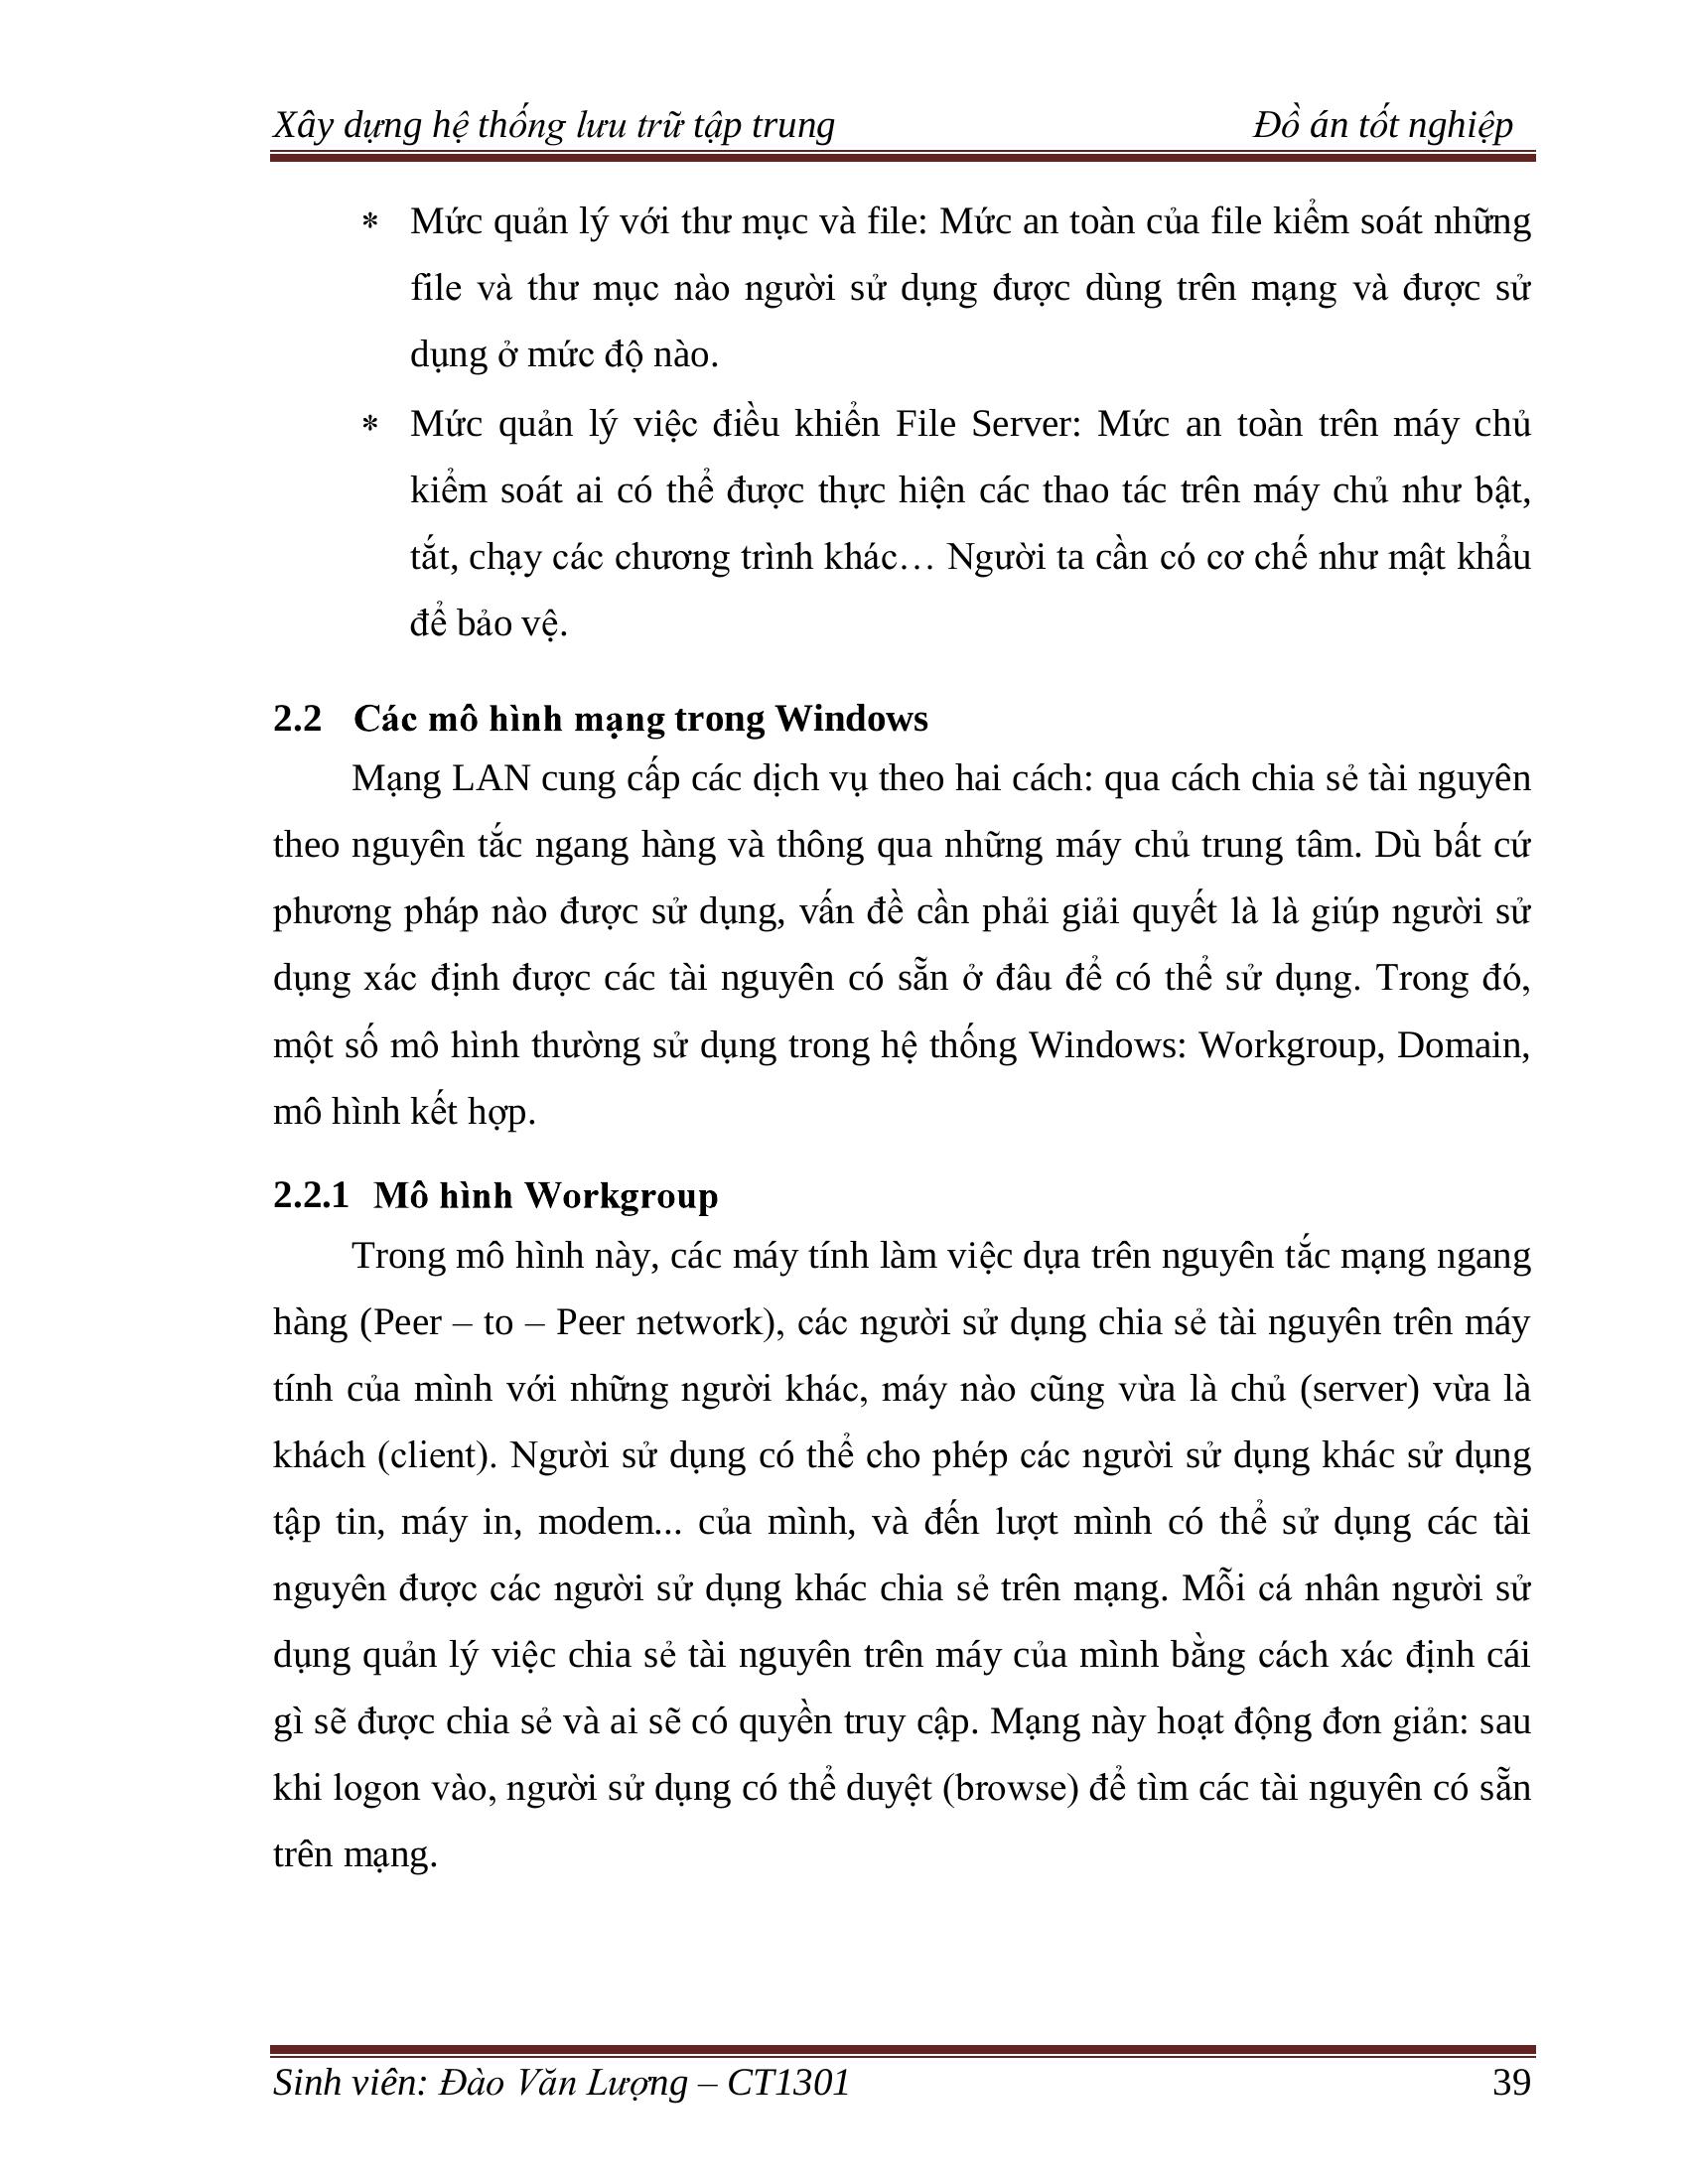 Xây dựng hệ thống lưu trữ tập trung Đồ án tốt nghiệp
* Mức quản lý với thư mục và file: Mức an toàn của file kiểm soát những
file và thư mục nào người sử dụng được dùng trên mạng và được sử
dụng ở mức độ nào.
* Mức quản lý việc điều khiển File Server: Mức an toàn trên máy chủ
kiểm soát ai có thể được thực hiện các thao tác trên máy chủ như bật,
tắt, chạy các chương trình khác… Người ta cần có cơ chế như mật khẩu
để bảo vệ.
2.2 Các mô hình mạng trong Windows
Mạng LAN cung cấp các dịch vụ theo hai cách: qua cách chia sẻ tài nguyên
theo nguyên tắc ngang hàng và thông qua những máy chủ trung tâm. Dù bất cứ
phương pháp nào được sử dụng, vấn đề cần phải giải quyết là là giúp người sử
dụng xác định được các tài nguyên có sẵn ở đâu để có thể sử dụng. Trong đó,
một số mô hình thường sử dụng trong hệ thống Windows: Workgroup, Domain,
mô hình kết hợp.
2.2.1 Mô hình Workgroup
Trong mô hình này, các máy tính làm việc dựa trên nguyên tắc mạng ngang
hàng (Peer – to – Peer network), các người sử dụng chia sẻ tài nguyên trên máy
tính của mình với những người khác, máy nào cũng vừa là chủ (server) vừa là
khách (client). Người sử dụng có thể cho phép các người sử dụng khác sử dụng
tập tin, máy in, modem... của mình, và đến lượt mình có thể sử dụng các tài
nguyên được các người sử dụng khác chia sẻ trên mạng. Mỗi cá nhân người sử
dụng quản lý việc chia sẻ tài nguyên trên máy của mình bằng cách xác định cái
gì sẽ được chia sẻ và ai sẽ có quyền truy cập. Mạng này hoạt động đơn giản: sau
khi logon vào, người sử dụng có thể duyệt (browse) để tìm các tài nguyên có sẵn
trên mạng.
Sinh viên: Đào Văn Lượng – CT1301 39